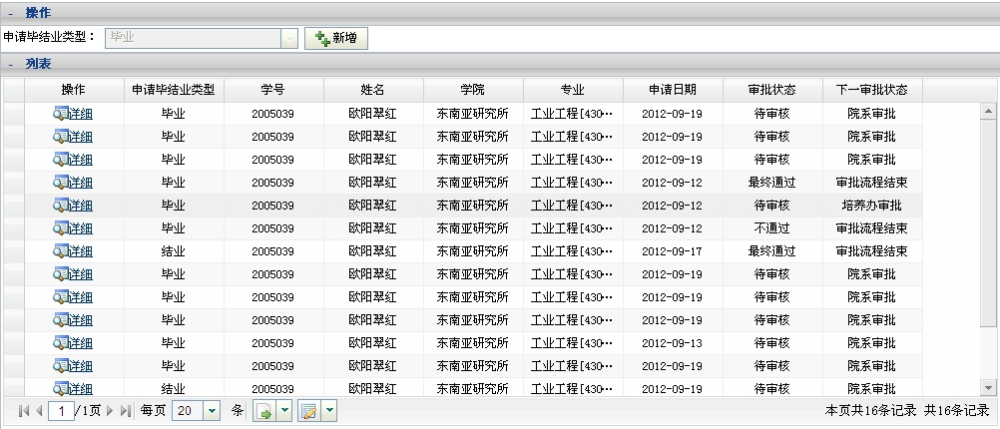 - 操作
申请毕结业类型： 毕业 新增
- 列表
操作 申请毕结业类型 学号 姓名 学院 专业 申请日期 审批状态 下一审批状态
详细 毕业 2005039 欧阳翠红 东南亚研究所 工业工程[430… 2012-09-19 待审核 院系审批
详细 毕业 2005039 欧阳翠红 东南亚研究所 工业工程[430… 2012-09-19 待审核 院系审批
详细 毕业 2005039 欧阳翠红 东南亚研究所 工业工程[430… 2012-09-19 待审核 院系审批
详细 毕业 2005039 欧阳翠红 东南亚研究所 工业工程[430… 2012-09-12 最终通过 审批流程结束
详细 毕业 2005039 欧阳翠红 东南亚研究所 工业工程[430… 2012-09-12 待审核 培养办审批
详细 毕业 2005039 欧阳翠红 东南亚研究所 工业工程[430… 2012-09-12 不通过 审批流程结束
详细 结业 2005039 欧阳翠红 东南亚研究所 工业工程[430… 2012-09-17 最终通过 审批流程结束
详细 毕业 2005039 欧阳翠红 东南亚研究所 工业工程[430… 2012-09-19 待审核 院系审批
详细 毕业 2005039 欧阳翠红 东南亚研究所 工业工程[430… 2012-09-19 待审核 院系审批
详细 毕业 2005039 欧阳翠红 东南亚研究所 工业工程[430… 2012-09-19 待审核 院系审批
详细 毕业 2005039 欧阳翠红 东南亚研究所 工业工程[430… 2012-09-13 待审核 院系审批
详细 毕业 2005039 欧阳翠红 东南亚研究所 工业工程[430… 2012-09-19 待审核 院系审批
详细 结业 2005039 欧阳翠红 东南亚研究所 工业工程[430… 2012-09-19 待审核 院系审批
1 /1页 每页 20 条 本页共16条记录 共16条记录